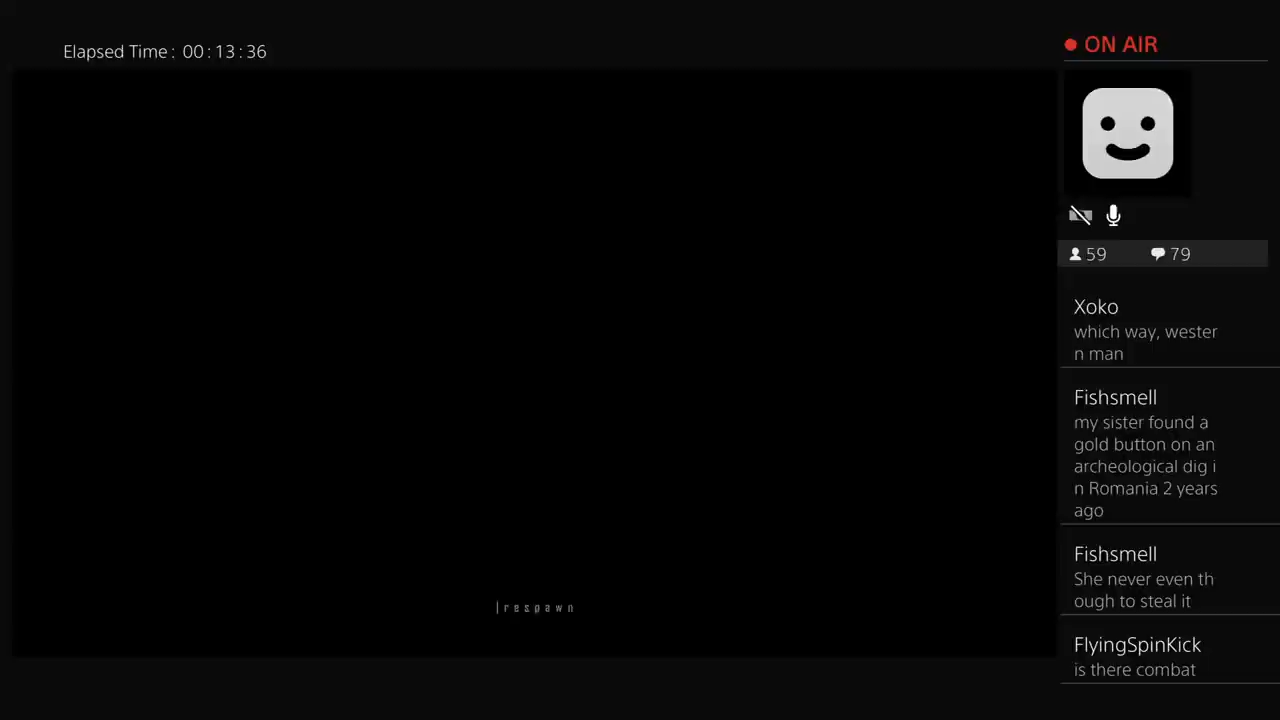 Elapsed Time: 00:13:36
ON AIR
59 79
Xoko
which way, wester
n man
Fishsmell
my sister found a
gold button on an
archeological dig i
n Romania 2 years
ago
Fishsmell
She never even th
ough to steal it
FlyingSpinKick
is there combat
|respawn